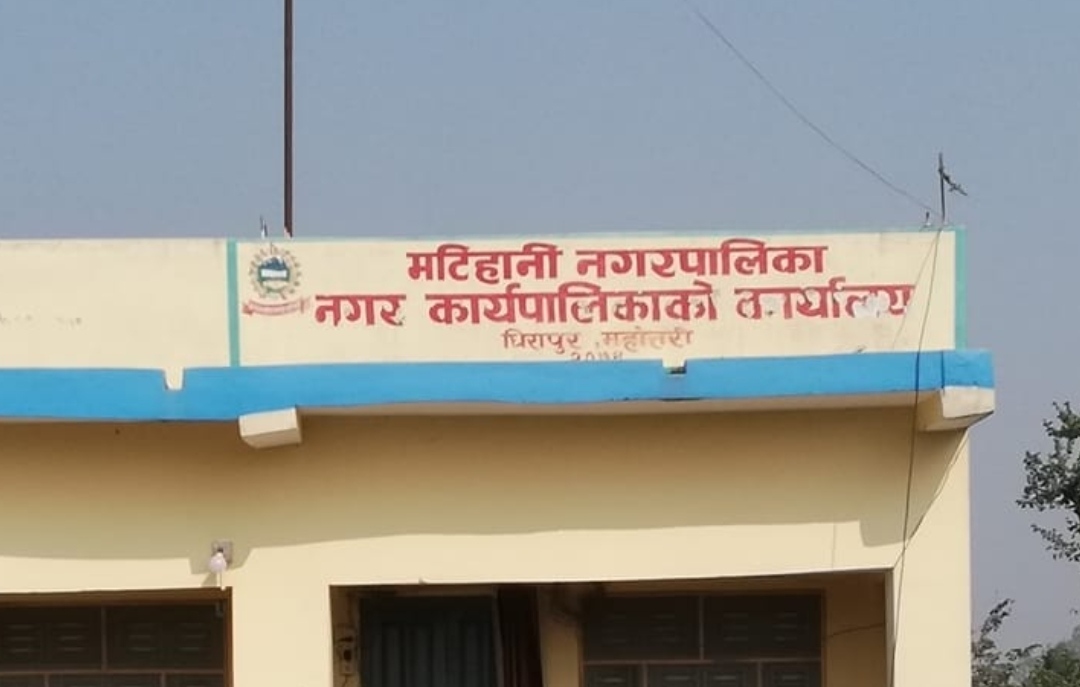 मटिहानी नगरपालिका
नगर कार्यपालिकाको कार्यालय
धिरापुर, महोत्तरी